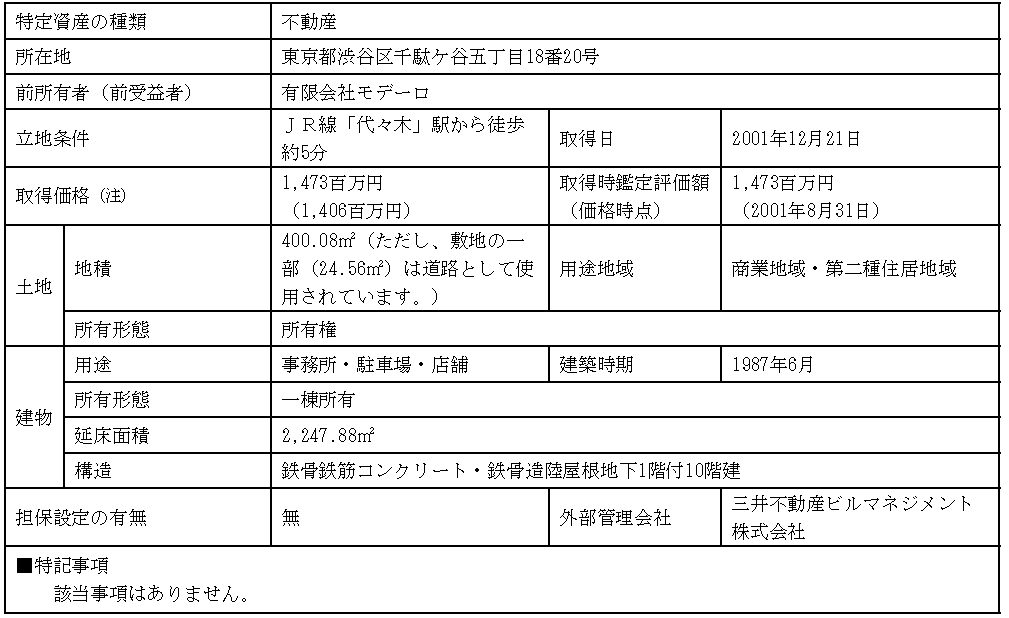 特定資産の種類 不動産
所在地 東京都渋谷区千駄ケ谷五丁目18番20号
前所有者（前受益者） 有限会社モデーロ
立地条件 ＪＲ線「代々木」駅から徒歩
約5分 取得日 2001年12月21日
取得価格（注） 1,473百万円
（1,406百万円） 取得時鑑定評価額
（価格時点） 1,473百万円
（2001年8月31日）
土地 地積 400.08㎡（ただし、敷地の一
部（24.56㎡）は道路として使
用されています。） 用途地域 商業地域・第二種住居地域
所有形態 所有権
建物 用途 事務所・駐車場・店舗 建築時期 1987年6月
所有形態 一棟所有
延床面積 2,247.88㎡
構造 鉄骨鉄筋コンクリート・鉄骨造陸屋根地下1階付10階建
担保設定の有無 無 外部管理会社 三井不動産ビルマネジメント
株式会社
■特記事項
該当事項はありません。